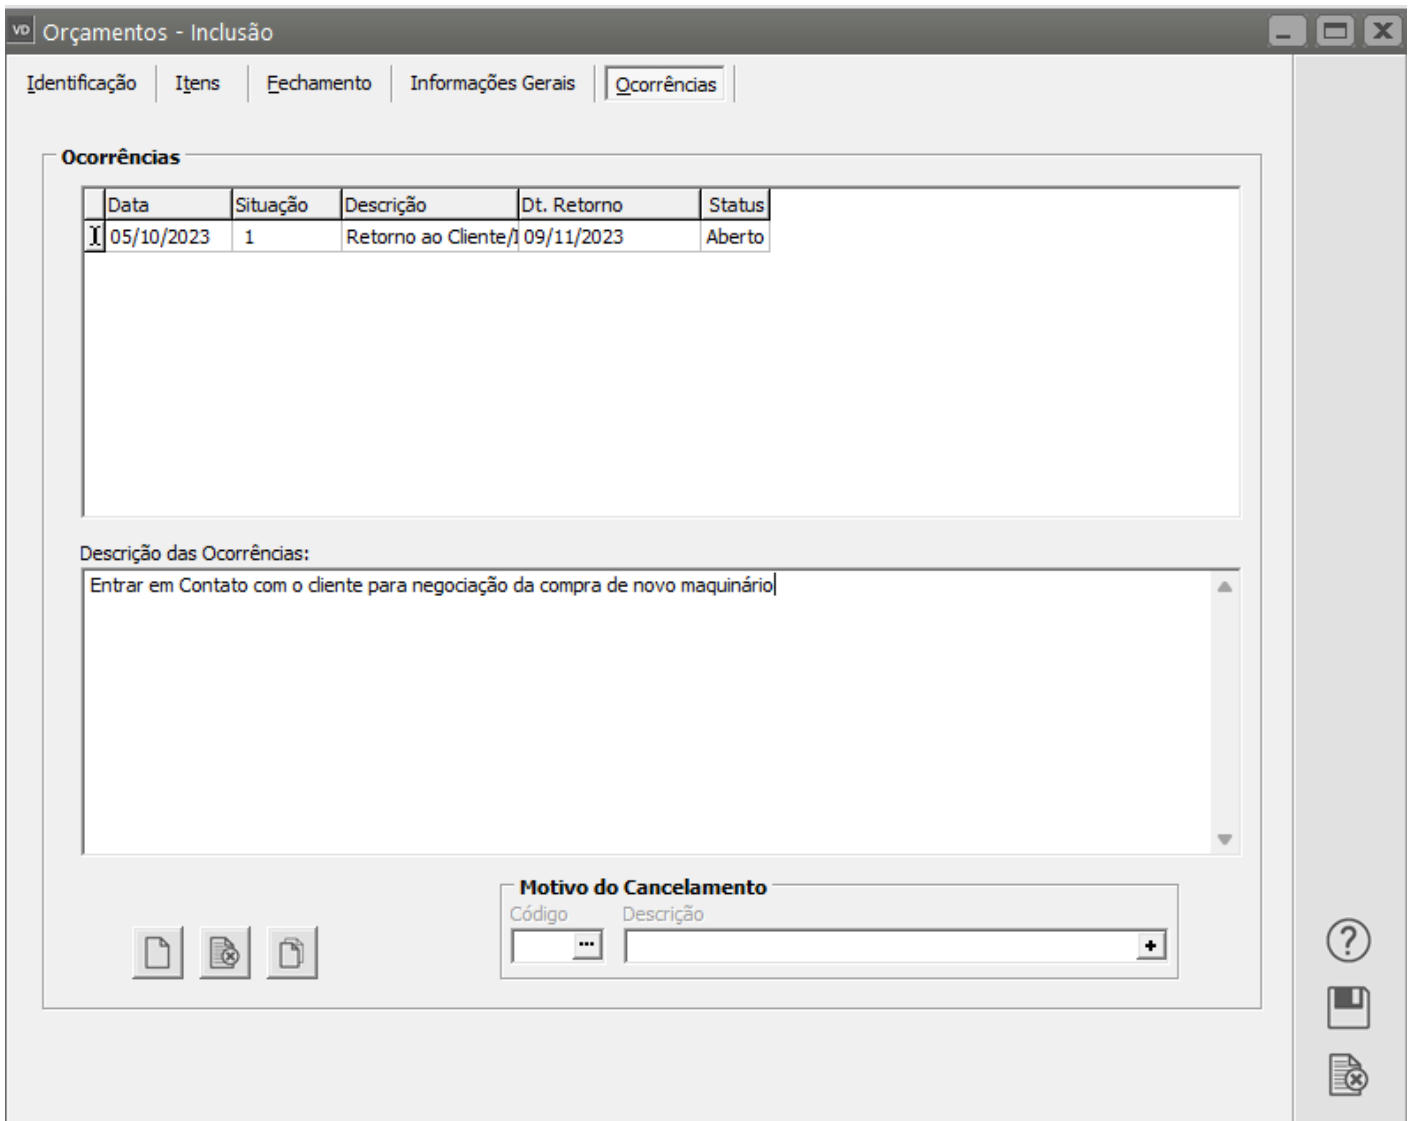 VD Orçamentos - Inclusão
Identificação Itens Fechamento Informações Gerais Ocorrências
Ocorrências
Data Situação Descrição Dt. Retorno Status
05/10/2023 1 Retorno ao Cliente/ 09/11/2023 Aberto
Descrição das Ocorrências:
Entrar em Contato com o cliente para negociação da compra de novo maquinário
Motivo do Cancelamento
Código Descrição